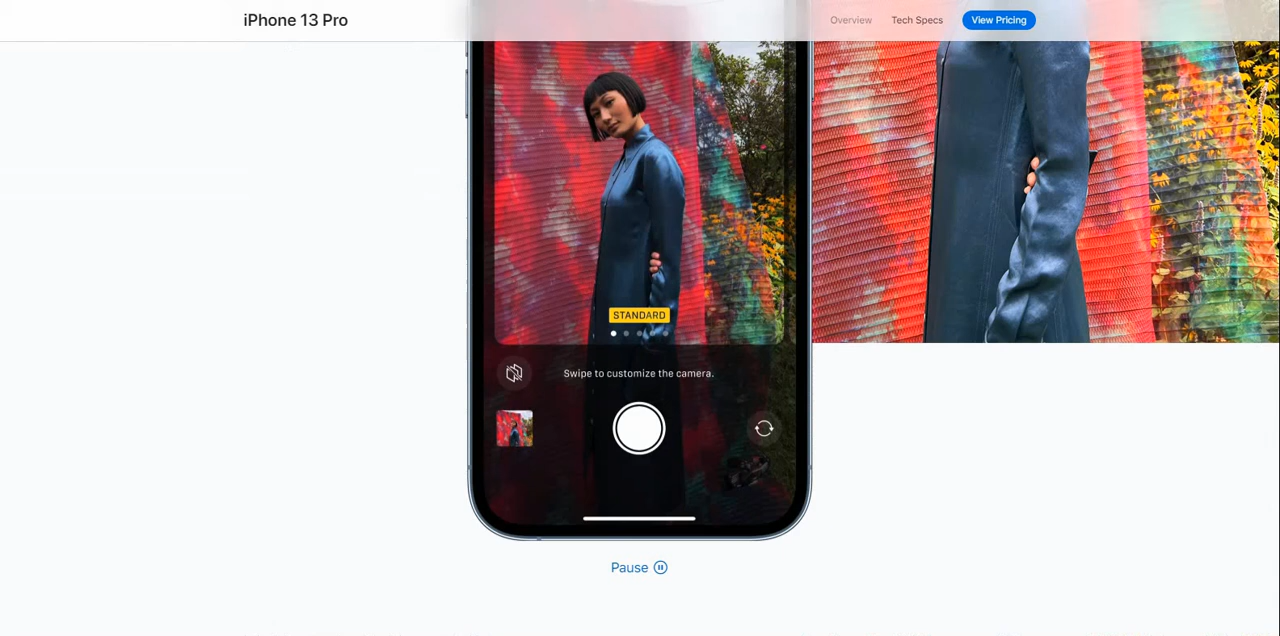 iPhone 13 Pro
Overview
Tech Specs
View Pricing
STANDARD
Swipe to customize the camera.
Pause